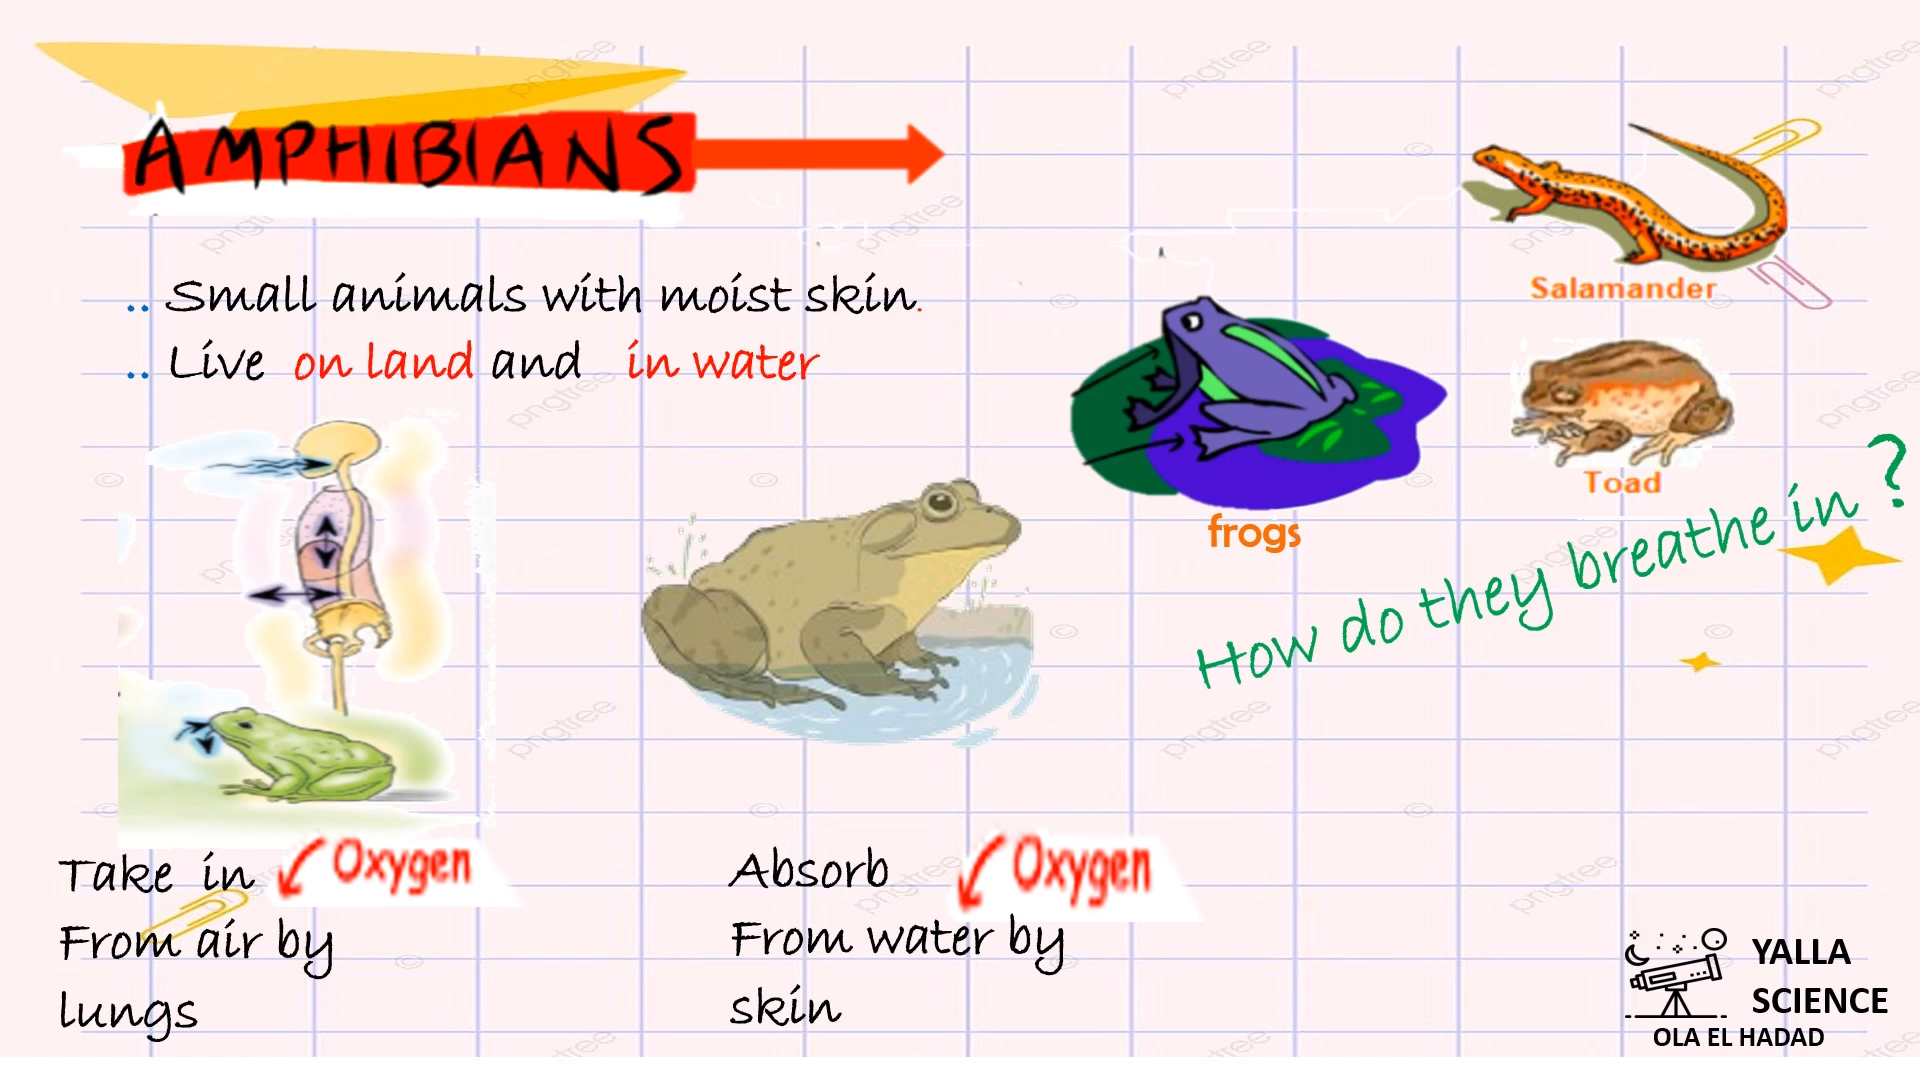 AMPHIBIANS
.. Small animals with moist skin.
.. Live on land and in water
Salamander
frogs
Toad
How do they breathe in ?
Take in Oxygen
From air by
lungs
Absorb Oxygen
From water by
skin
YALLA
SCIENCE
OLA EL HADAD
pngtree